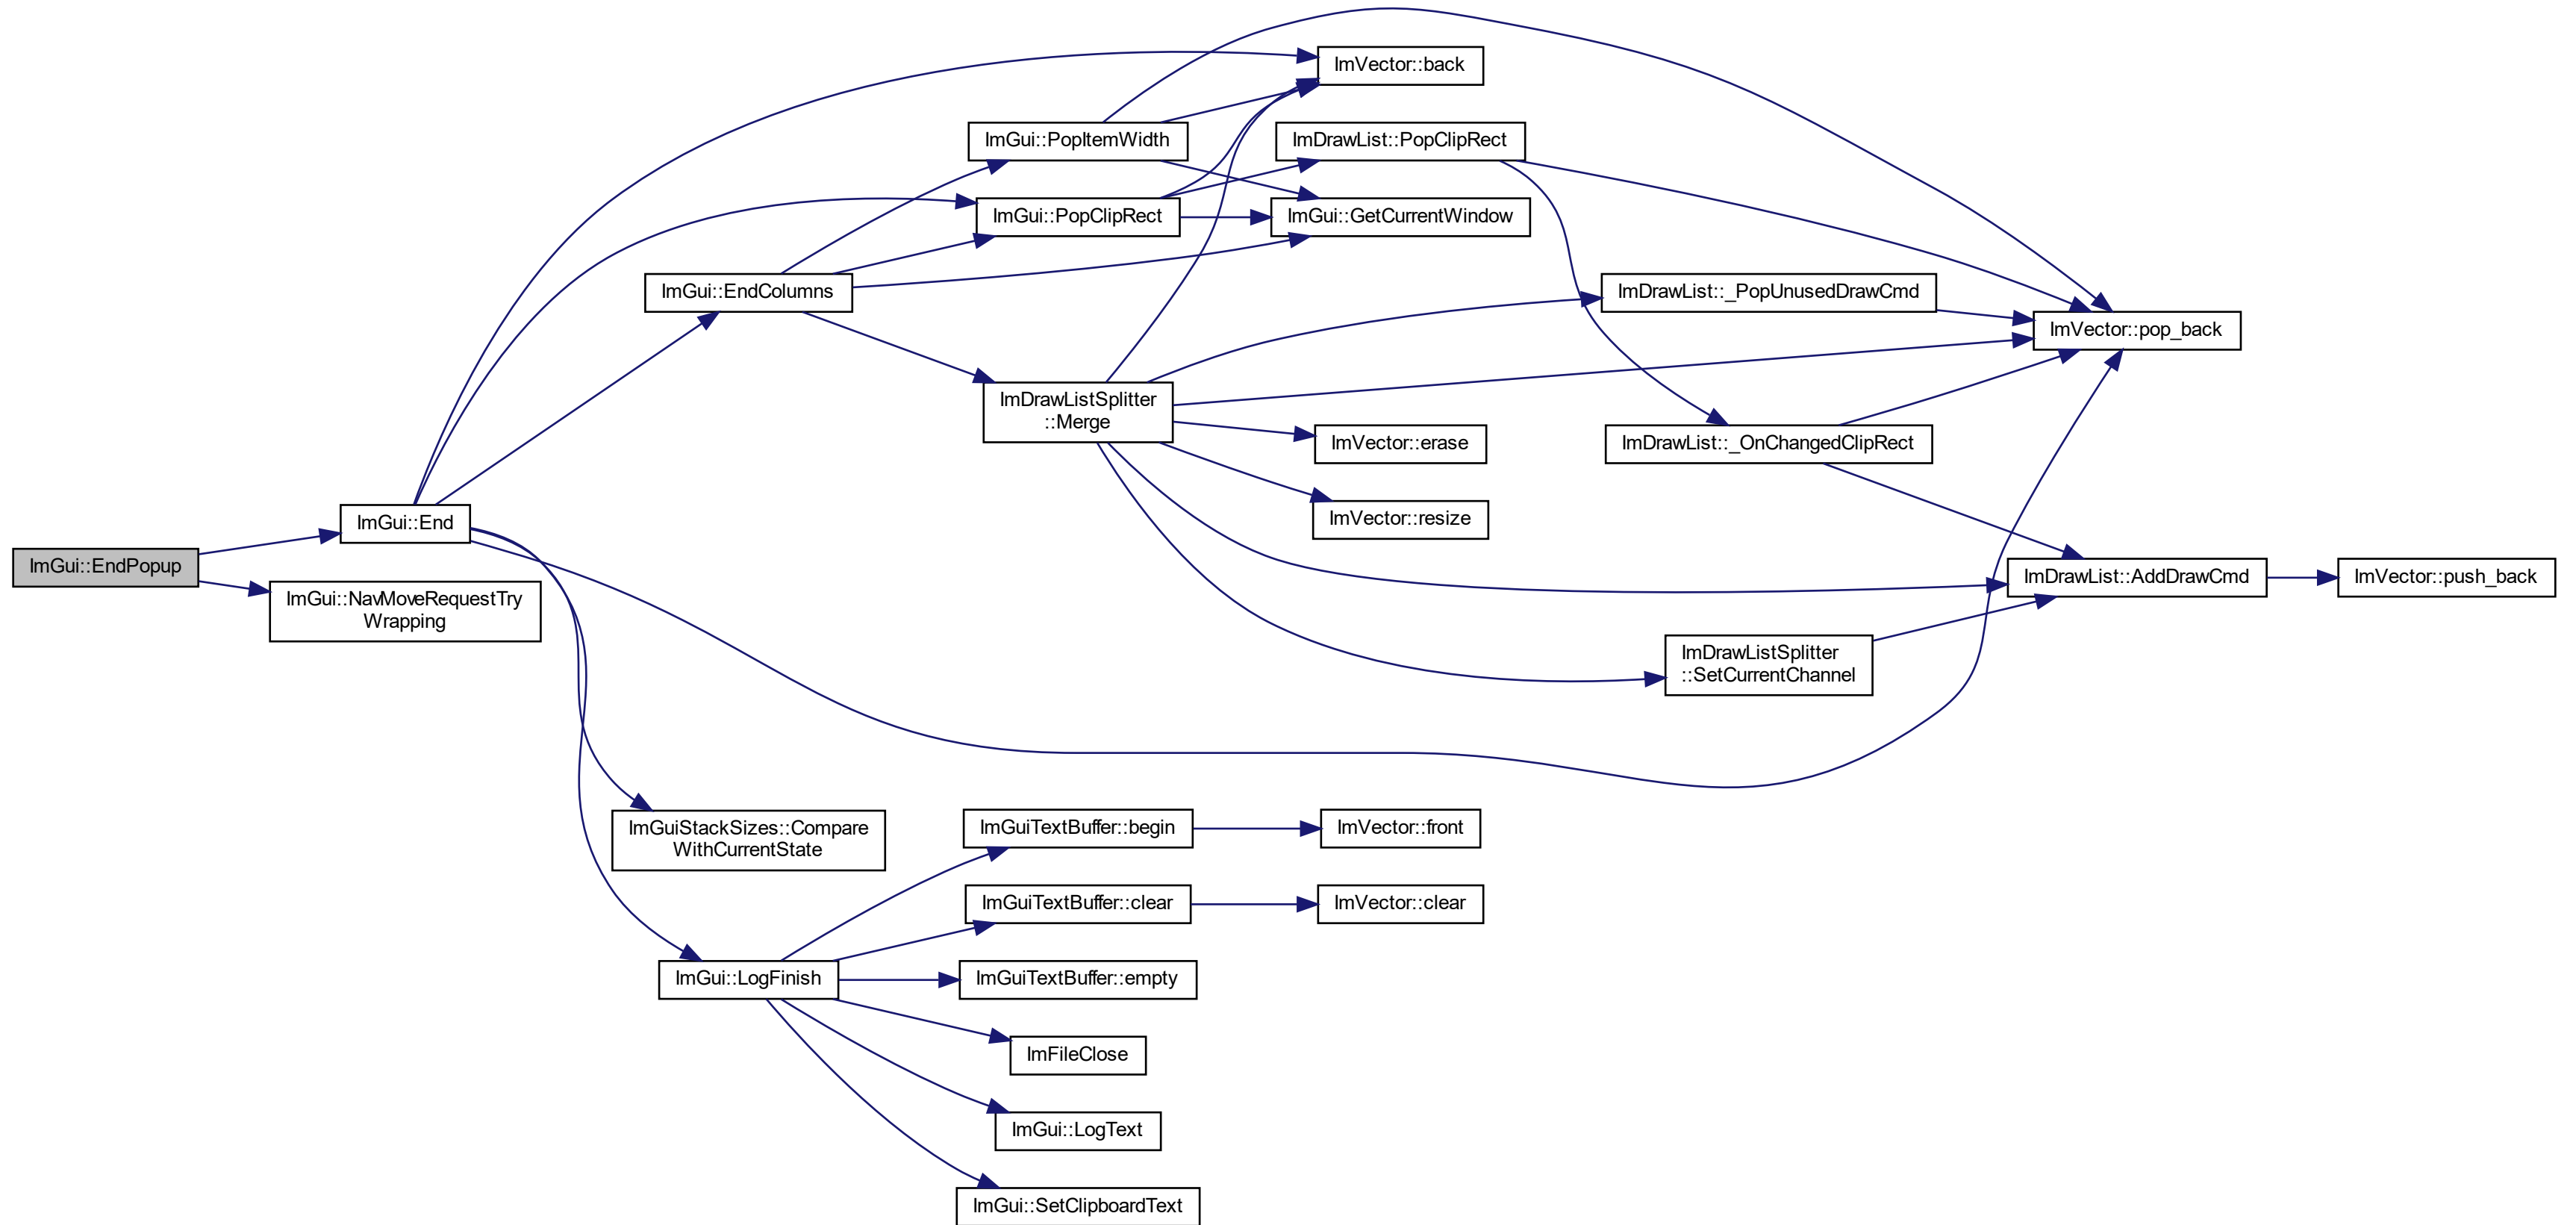 ImVector::back
ImGui::PopItemWidth
ImDrawList::PopClipRect
ImGui::PopClipRect
ImGui::GetCurrentWindow
ImGui::EndColumns
ImDrawList::_PopUnusedDrawCmd
ImVector::pop_back
ImDrawListSplitter
::Merge
ImVector::erase
ImDrawList::_OnChangedClipRect
ImVector::resize
ImGui::End
ImGui::EndPopup
ImGui::NavMoveRequestTry
Wrapping
ImDrawList::AddDrawCmd
ImVector::push_back
ImDrawListSplitter
::SetCurrentChannel
ImGuiStackSizes::Compare
WithCurrentState
ImGuiTextBuffer::begin
ImVector::front
ImGuiTextBuffer::clear
ImVector::clear
ImGui::LogFinish
ImGuiTextBuffer::empty
ImFileClose
ImGui::LogText
ImGui::SetClipboardText